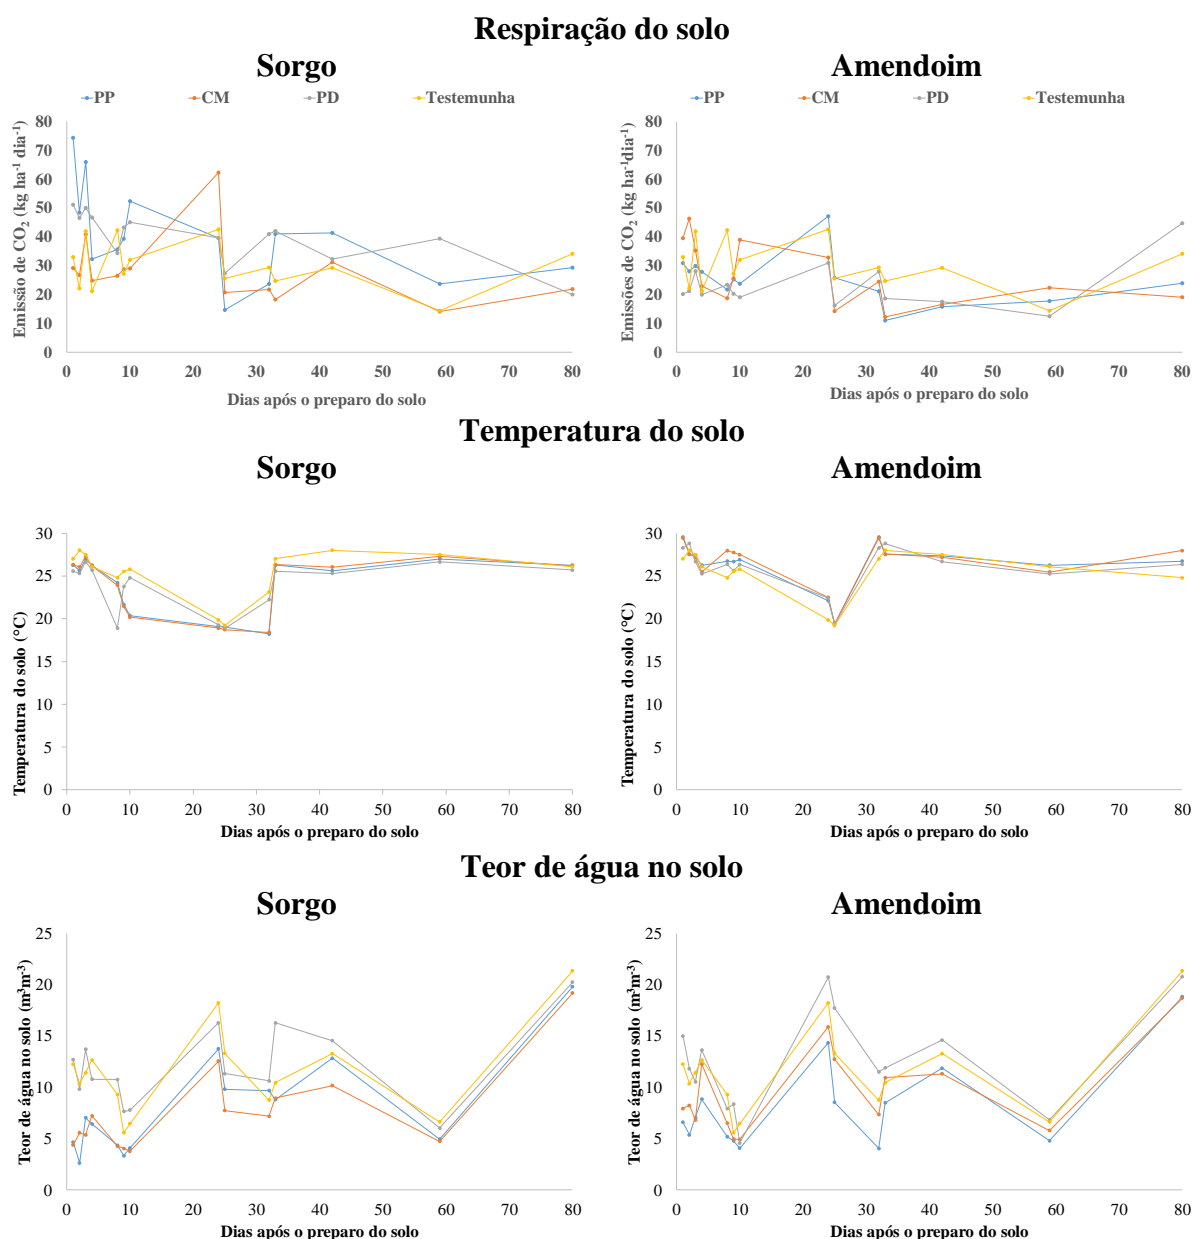 Respiração do solo
Sorgo Amendoim
PP CM PD Testemunha PP CM PD Testemunha
Emissão de CO₂ (kg ha⁻¹ dia⁻¹)
80
70
60
50
40
30
20
10
0
0 10 20 30 40 50 60 70 80
Dias após o preparo do solo
Emissões de CO₂ (kg ha⁻¹dia⁻¹)
80
70
60
50
40
30
20
10
0
0 10 20 30 40 50 60 70 80
Dias após o preparo do solo
Temperatura do solo
Sorgo Amendoim
Temperatura do solo (°C)
30
25
20
15
10
5
0
0 10 20 30 40 50 60 70 80
Dias após o preparo do solo
Temperatura do solo (°C)
30
25
20
15
10
5
0
0 10 20 30 40 50 60 70 80
Dias após o preparo do solo
Teor de água no solo
Sorgo Amendoim
Teor de água no solo (m³m⁻³)
25
20
15
10
5
0
0 10 20 30 40 50 60 70 80
Dias após o preparo do solo
Teor de água no solo (m³m⁻³)
25
20
15
10
5
0
0 10 20 30 40 50 60 70 80
Dias após o preparo do solo